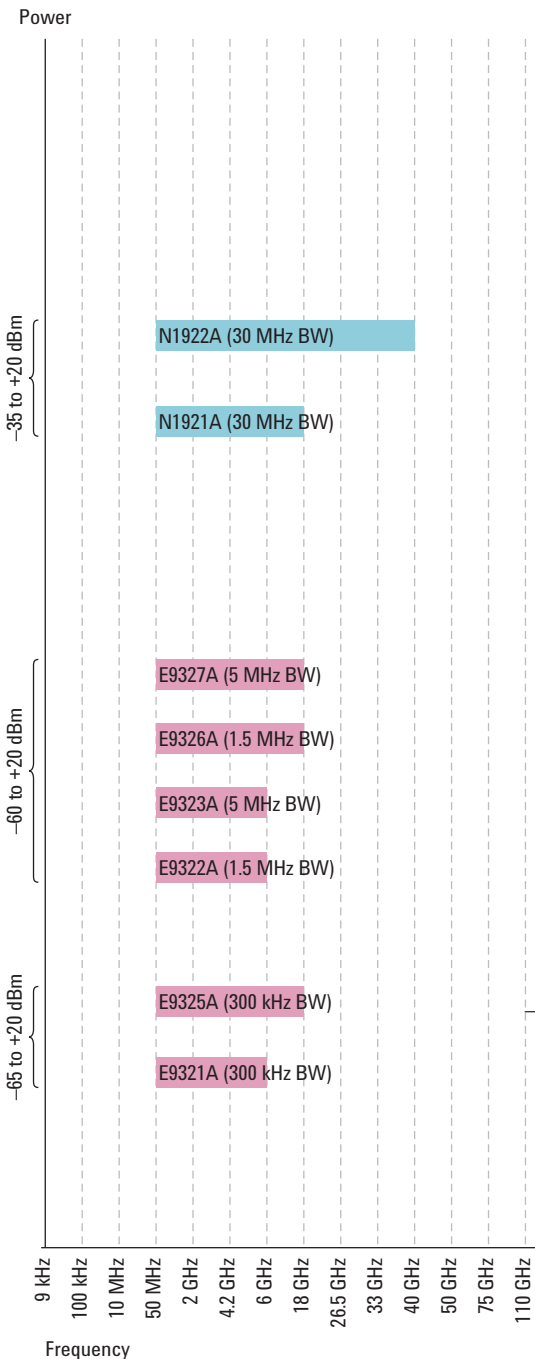 Power
–35 to +20 dBm
N1922A (30 MHz BW)
N1921A (30 MHz BW)
–60 to +20 dBm
E9327A (5 MHz BW)
E9326A (1.5 MHz BW)
E9323A (5 MHz BW)
E9322A (1.5 MHz BW)
–65 to +20 dBm
E9325A (300 kHz BW)
E9321A (300 kHz BW)
9 kHz
100 kHz
10 MHz
50 MHz
2 GHz
4.2 GHz
6 GHz
18 GHz
26.5 GHz
33 GHz
40 GHz
50 GHz
75 GHz
110 GHz
Frequency